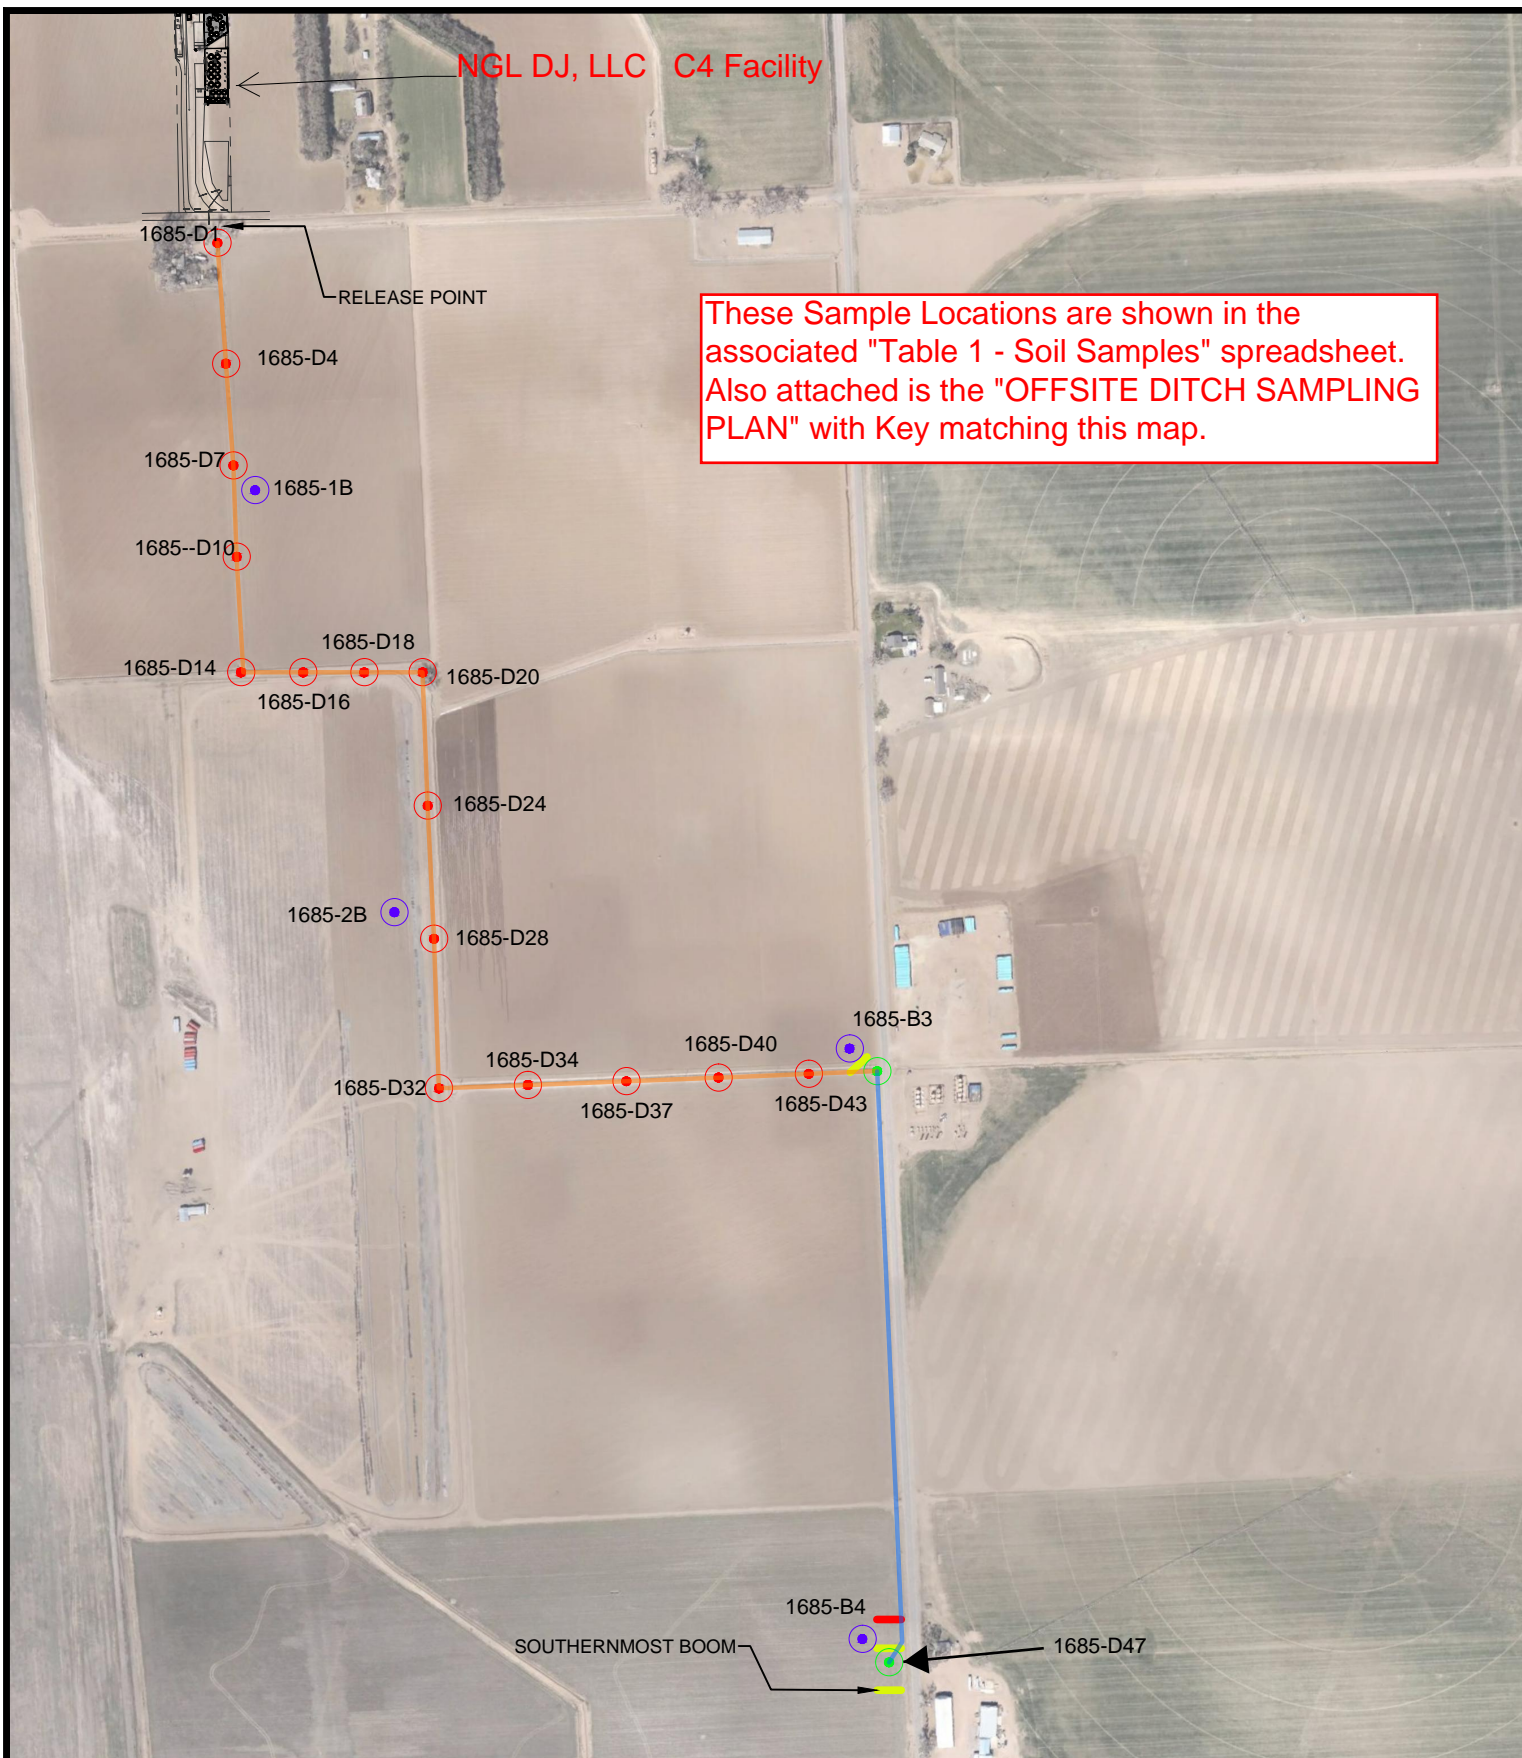 NGL DJ, LLC   C4 Facility
1685-D1
RELEASE POINT
These Sample Locations are shown in the
associated "Table 1 - Soil Samples" spreadsheet.
Also attached is the "OFFSITE DITCH SAMPLING
PLAN" with Key matching this map.
1685-D4
1685-D7
1685-1B
1685--D10
1685-D18
1685-D14
1685-D20
1685-D16
1685-D24
1685-2B
1685-D28
1685-B3
1685-D40
1685-D34
1685-D32
1685-D43
1685-D37
1685-B4
SOUTHERNMOST BOOM
1685-D47